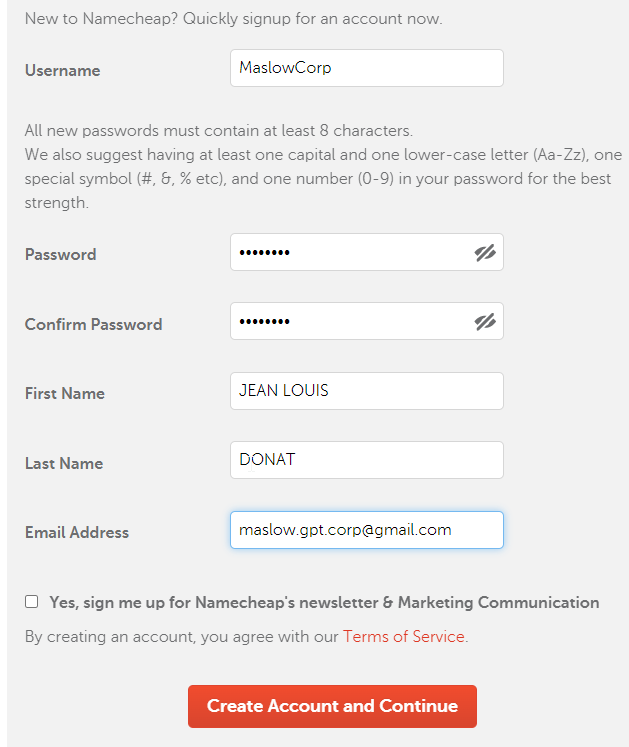 New to Namecheap? Quickly signup for an account now.
Username
MaslowCorp
All new passwords must contain at least 8 characters.
We also suggest having at least one capital and one lower-case letter (Aa-Zz), one
special symbol (#, &, % etc), and one number (0-9) in your password for the best
strength.
Password
••••••••
Confirm Password
••••••••
First Name
JEAN LOUIS
Last Name
DONAT
Email Address
maslow.gpt.corp@gmail.com
Yes, sign me up for Namecheap's newsletter & Marketing Communication
By creating an account, you agree with our Terms of Service.
Create Account and Continue